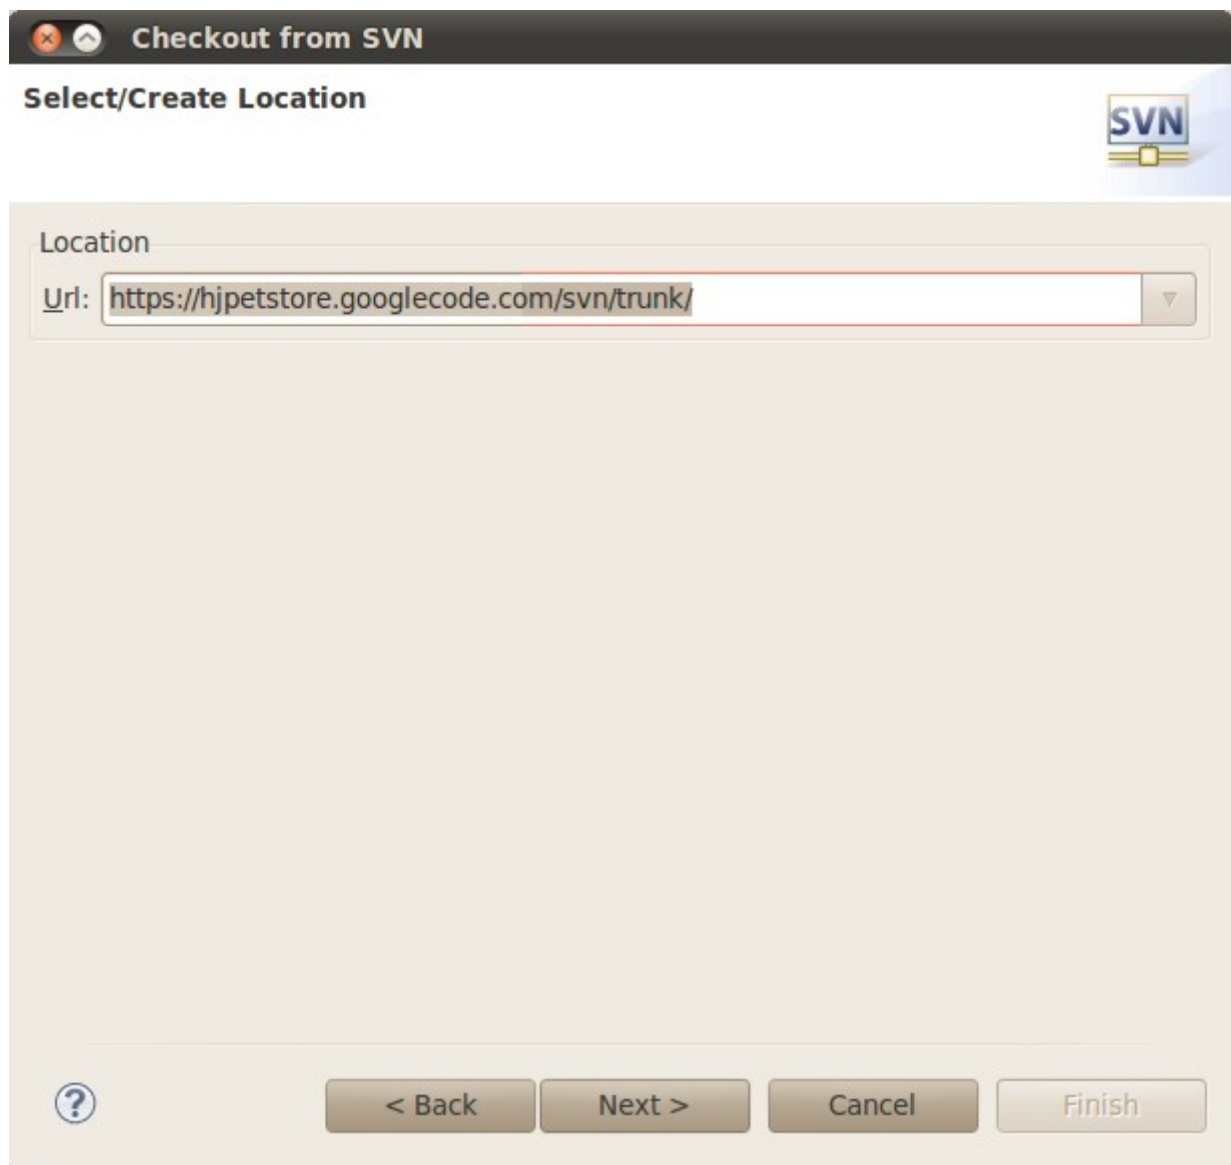 Checkout from SVN
Select/Create Location
SVN
Location
Url: https://hjpetstore.googlecode.com/svn/trunk/
? < Back Next > Cancel Finish